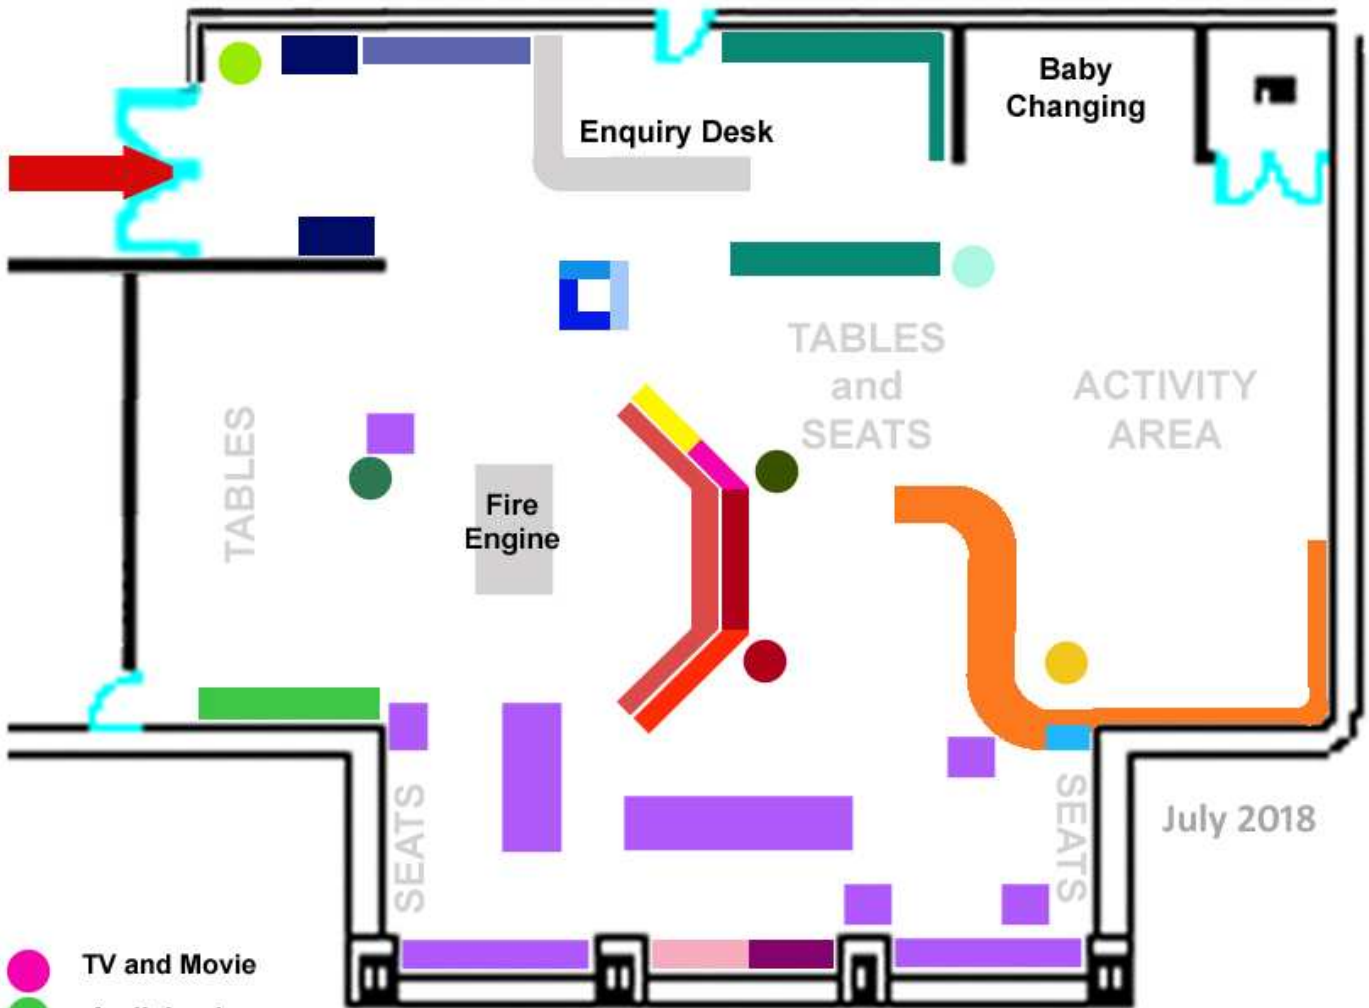 Baby
Changing
Enquiry Desk
TABLES
and
SEATS
ACTIVITY
AREA
TABLES
Fire
Engine
SEATS
SEATS
July 2018
TV and Movie